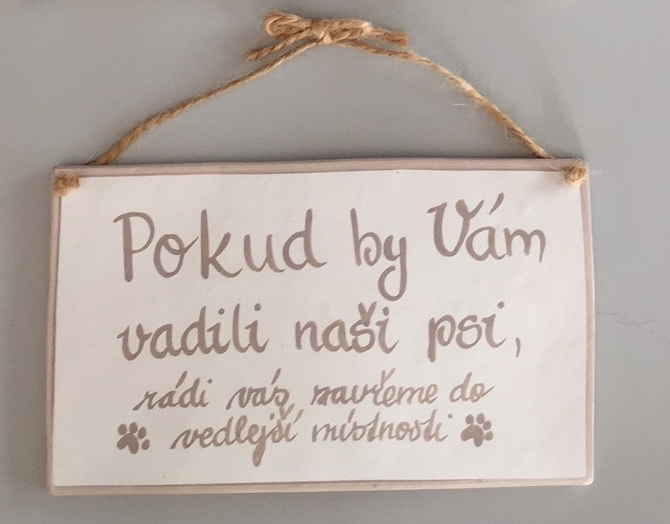 Pokud by Vám
vadili naši psi,
rádi vás zavřeme do
vedlejší místnosti